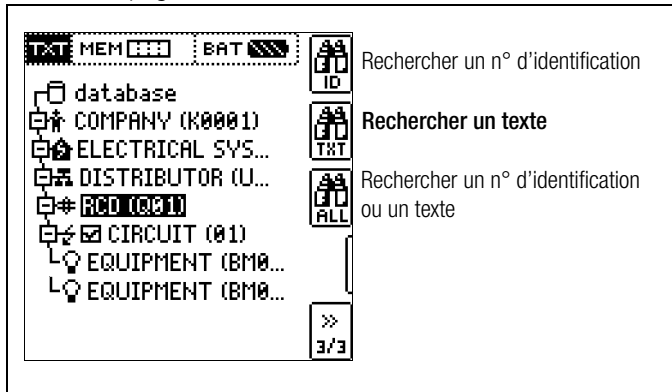 TXT MEM BAT
database
COMPANY (K0001)
ELECTRICAL SYS...
DISTRIBUTOR (U...
RCD (Q01)
CIRCUIT (01)
EQUIPMENT (BM0...
EQUIPMENT (BM0...
ID
Rechercher un n° d'identification
TXT
Rechercher un texte
ALL
Rechercher un n° d'identification
ou un texte
>>
3/3